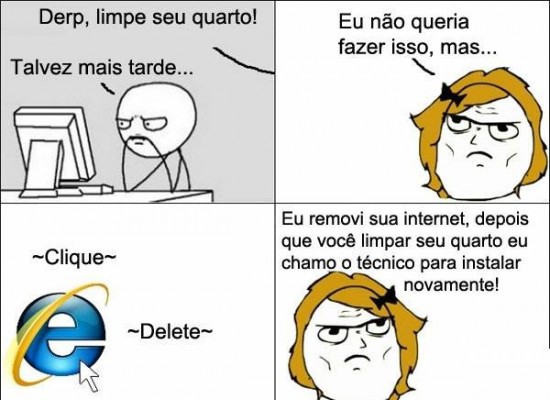 Derp, limpe seu quarto!
Talvez mais tarde...
Eu não queria
fazer isso, mas...
~Clique~
e
~Delete~
Eu removi sua internet, depois
que você limpar seu quarto eu
chamo o técnico para instalar
novamente!